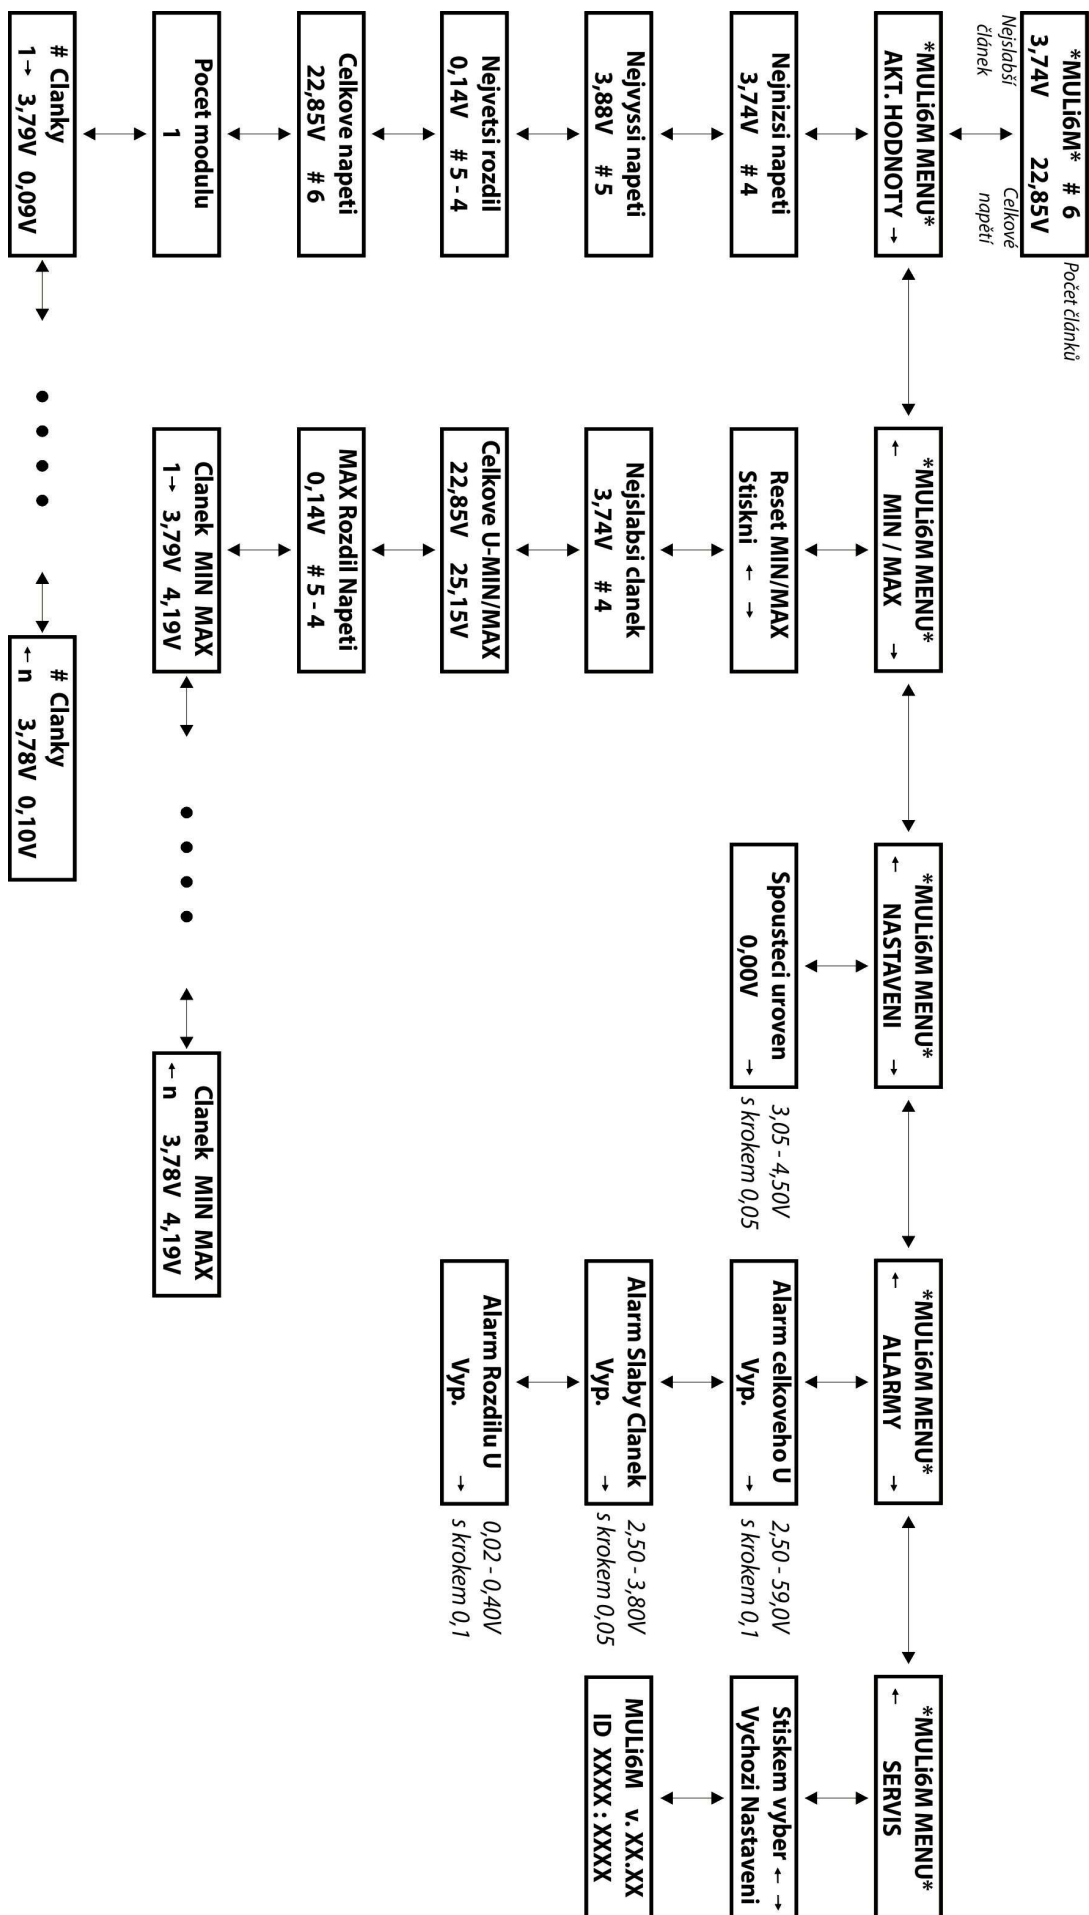 *MULi6M*  # 6
3,74V  22,85V
Nejslabší
článek
Celkové
napětí
Počet článků
*MULi6M MENU*
AKT. HODNOTY →
Nejnizsi napeti
3,74V  # 4
Nejvyssi napeti
3,88V  # 5
Nejvetsi rozdil
0,14V  # 5 - 4
Celkove napeti
22,85V  # 6
Pocet modulu
1
# Clanky
1→ 3,79V 0,09V
# Clanky
←n 3,78V 0,10V
*MULi6M MENU*
← MIN / MAX →
Reset MIN/MAX
Stiskni ← →
Nejslabsi clanek
3,74V  # 4
Celkove U-MIN/MAX
22,85V  25,15V
MAX Rozdil Napeti
0,14V  # 5 - 4
Clanek MIN MAX
1→ 3,79V 4,19V
Clanek MIN MAX
←n 3,78V 4,19V
*MULi6M MENU*
← NASTAVENI →
Spousteci uroven
0,00V →
3,05 - 4,50V
s krokem 0,05
*MULi6M MENU*
← ALARMY →
Alarm celkoveho U
Vyp. →
2,50 - 59,0V
s krokem 0,1
Alarm Slaby Clanek
Vyp. →
2,50 - 3,80V
s krokem 0,05
Alarm Rozdilu U
Vyp. →
0,02 - 0,40V
s krokem 0,1
*MULi6M MENU*
← SERVIS
Stiskem vyber ← →
Vychozi Nastaveni
MULi6M v. XX.XX
ID XXXX : XXXX